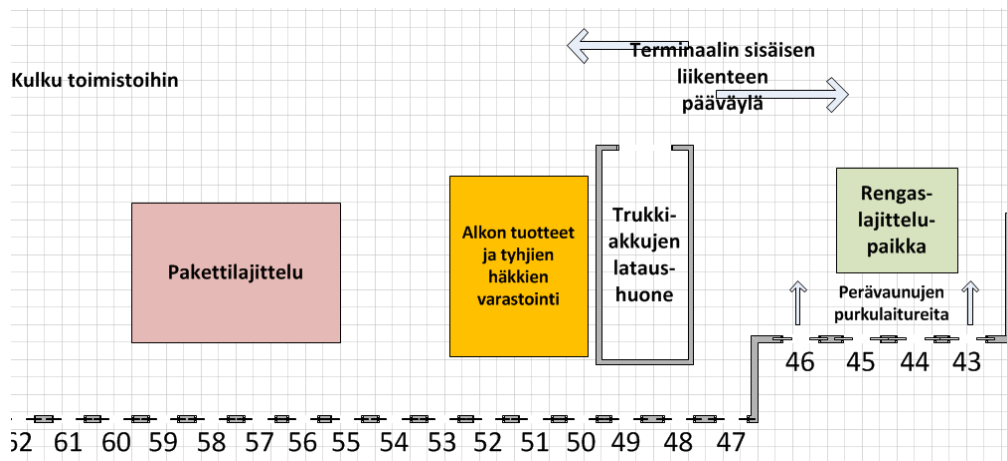 Terminaalin sisäisen
liikenteen
pääväylä
Kulku toimistoihin
Pakettilajittelu
Alkon tuotteet
ja tyhjien
häkkien
varastointi
Trukki-
akkujen
lataus-
huone
Rengas-
lajittelu-
paikka
Perävaunujen
purkulaitureita
46 45 44 43
61 60 59 58 57 56 55 54 53 52 51 50 49 48 47